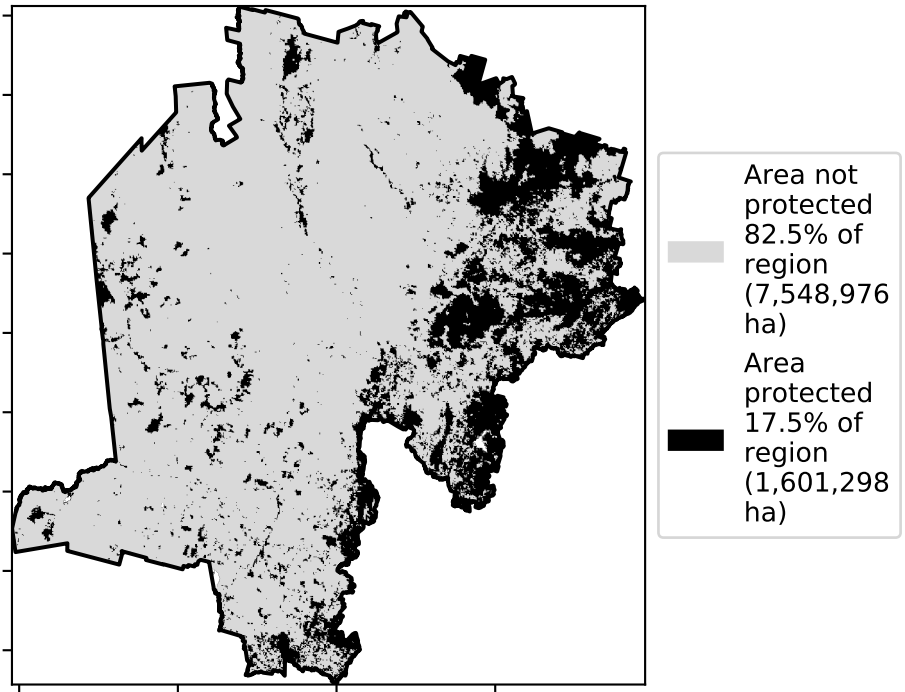 Area not
protected
82.5% of
region
(7,548,976
ha)
Area
protected
17.5% of
region
(1,601,298
ha)